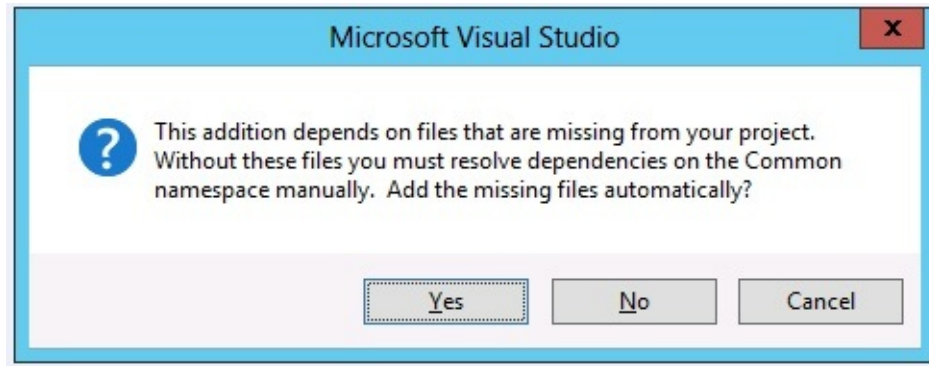 Microsoft Visual Studio
x
?
This addition depends on files that are missing from your project.
Without these files you must resolve dependencies on the Common
namespace manually.  Add the missing files automatically?
Yes
No
Cancel